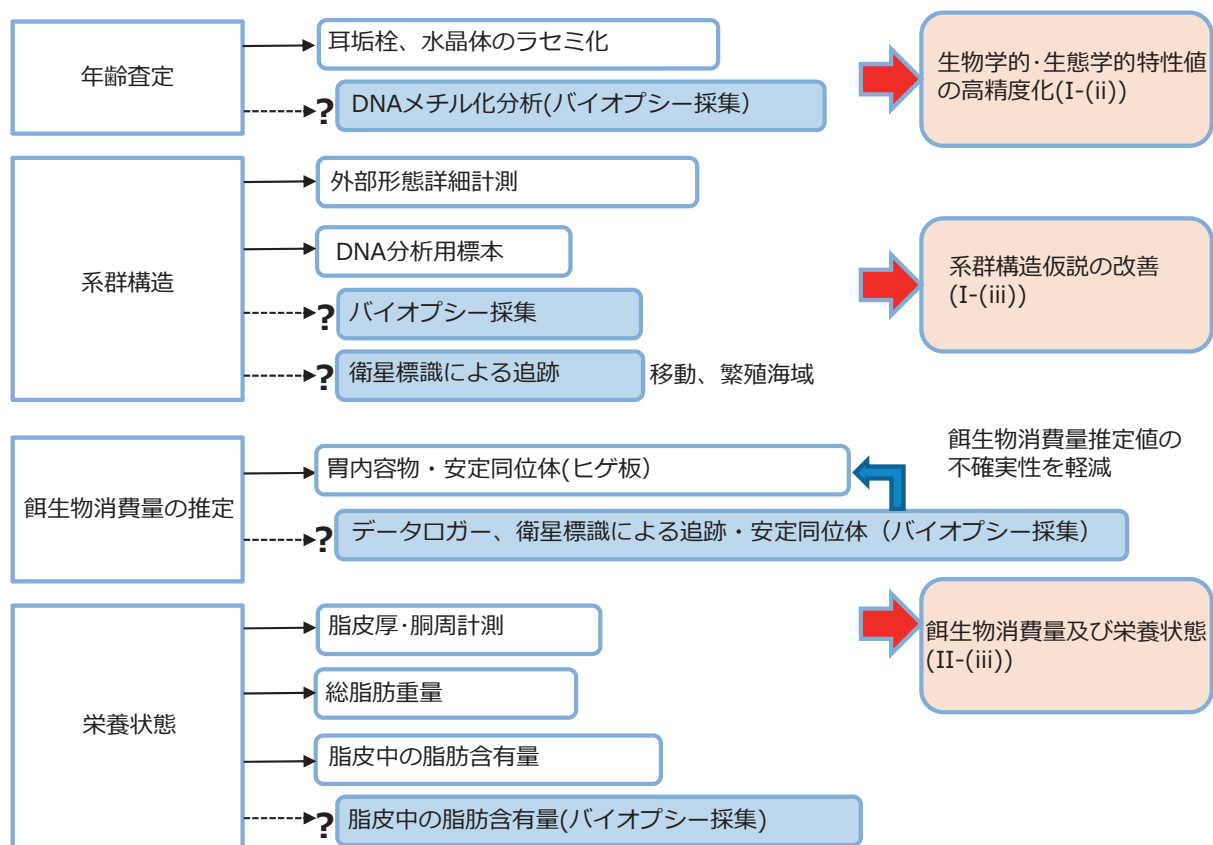 年齢査定
耳垢栓、水晶体のラセミ化
?
DNAメチル化分析(バイオプシー採集)
生物学的･生態学的特性値
の高精度化(I-(ii))
系群構造
外部形態詳細計測
DNA分析用標本
?
バイオプシー採集
?
衛星標識による追跡
移動、繁殖海域
系群構造仮説の改善
(I-(iii))
餌生物消費量の推定
胃内容物・安定同位体(ヒゲ板)
?
データロガー、衛星標識による追跡・安定同位体（バイオプシー採集）
餌生物消費量推定値の
不確実性を軽減
栄養状態
脂皮厚･胴周計測
総脂肪重量
脂皮中の脂肪含有量
?
脂皮中の脂肪含有量(バイオプシー採集)
餌生物消費量及び栄養状態
(II-(iii))